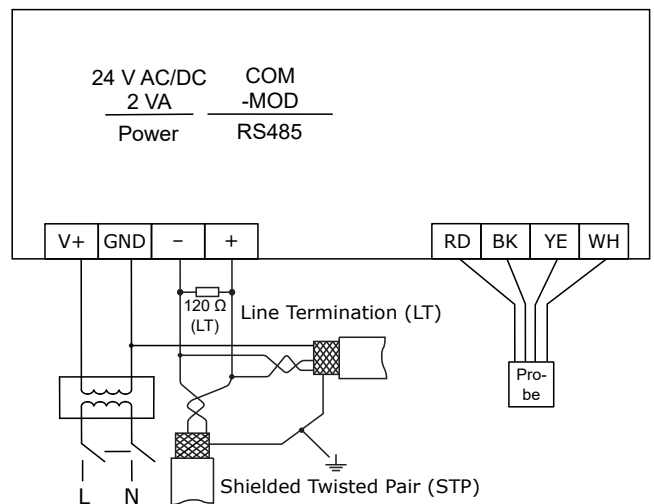 24 V AC/DC COM
2 VA -MOD
Power RS485
V+ GND – + RD BK YE WH
120 Ω
(LT)
Line Termination (LT)
Pro-
be
Shielded Twisted Pair (STP)
L N